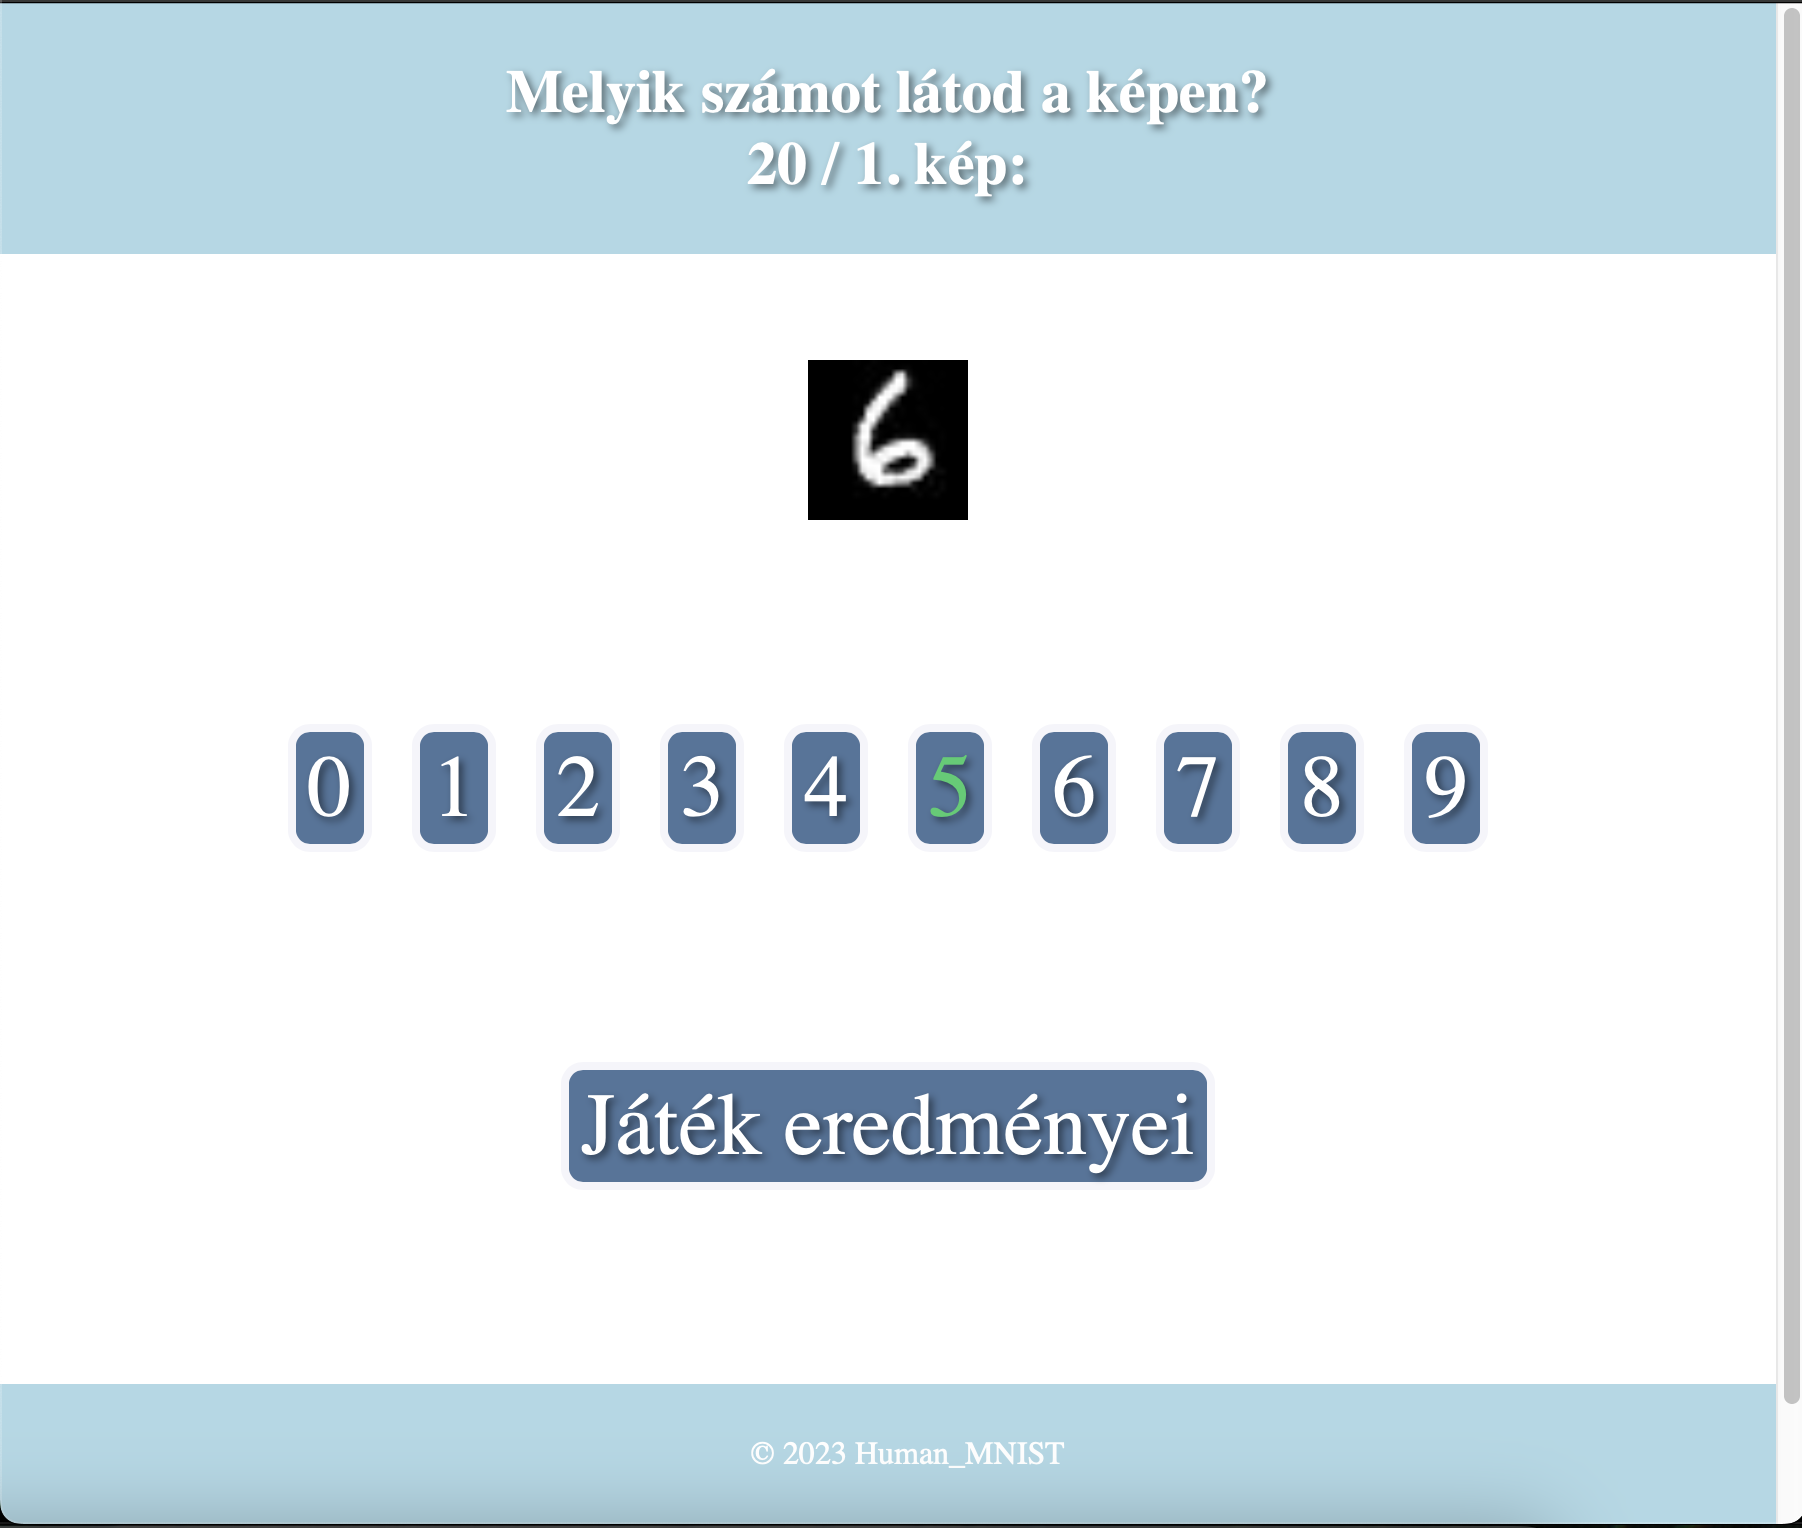 Melyik számot látod a képen?
20 / 1. kép:
6
0 1 2 3 4 5 6 7 8 9
Játék eredményei
© 2023 Human_MNIST